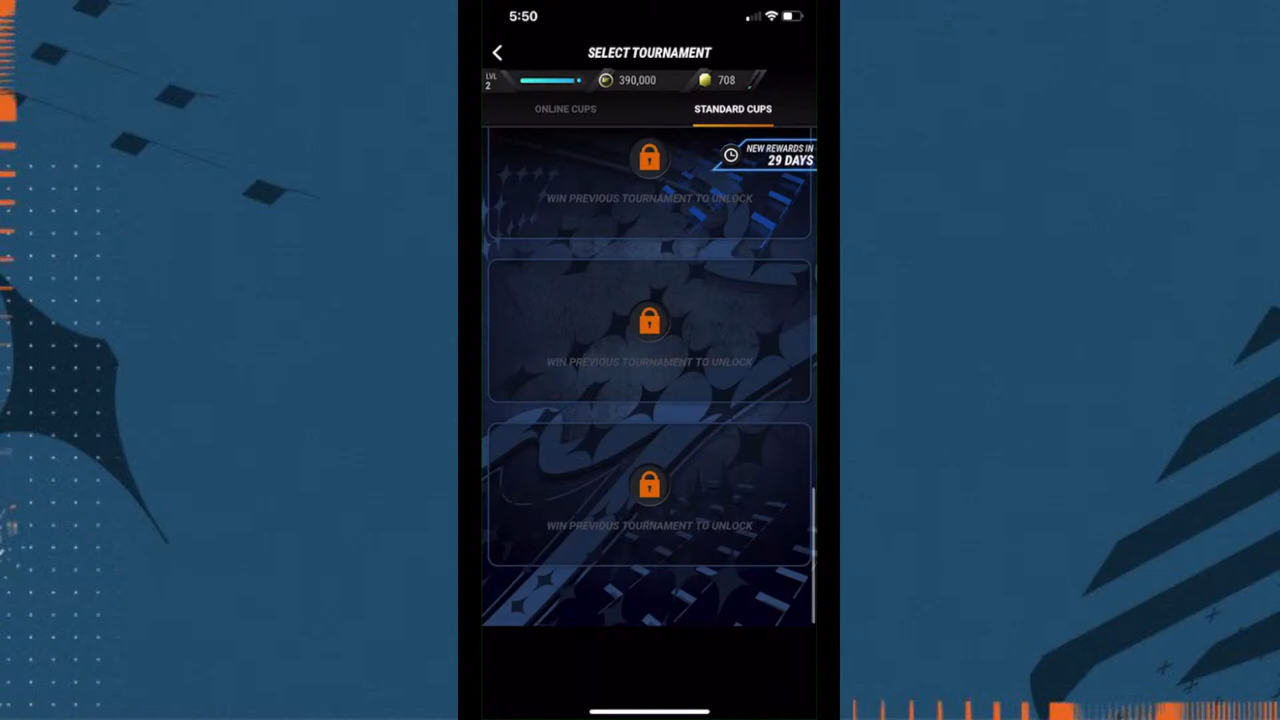 5:50
SELECT TOURNAMENT
LVL
2
390,000
708
ONLINE CUPS
STANDARD CUPS
NEW REWARDS IN
29 DAYS
WIN PREVIOUS TOURNAMENT TO UNLOCK
WIN PREVIOUS TOURNAMENT TO UNLOCK
WIN PREVIOUS TOURNAMENT TO UNLOCK